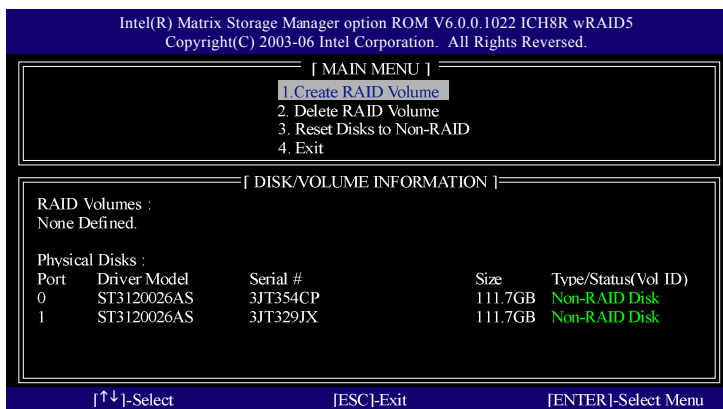 Intel(R) Matrix Storage Manager option ROM V6.0.0.1022 ICH8R wRAID5
Copyright(C) 2003-06 Intel Corporation. All Rights Reversed.
[ MAIN MENU ]
1.Create RAID Volume
2. Delete RAID Volume
3. Reset Disks to Non-RAID
4. Exit
[ DISK/VOLUME INFORMATION ]
RAID Volumes :
None Defined.
Physical Disks :
Port Driver Model Serial # Size Type/Status(Vol ID)
0 ST3120026AS 3JT354CP 111.7GB Non-RAID Disk
1 ST3120026AS 3JT329JX 111.7GB Non-RAID Disk
[↑↓]-Select [ESC]-Exit [ENTER]-Select Menu